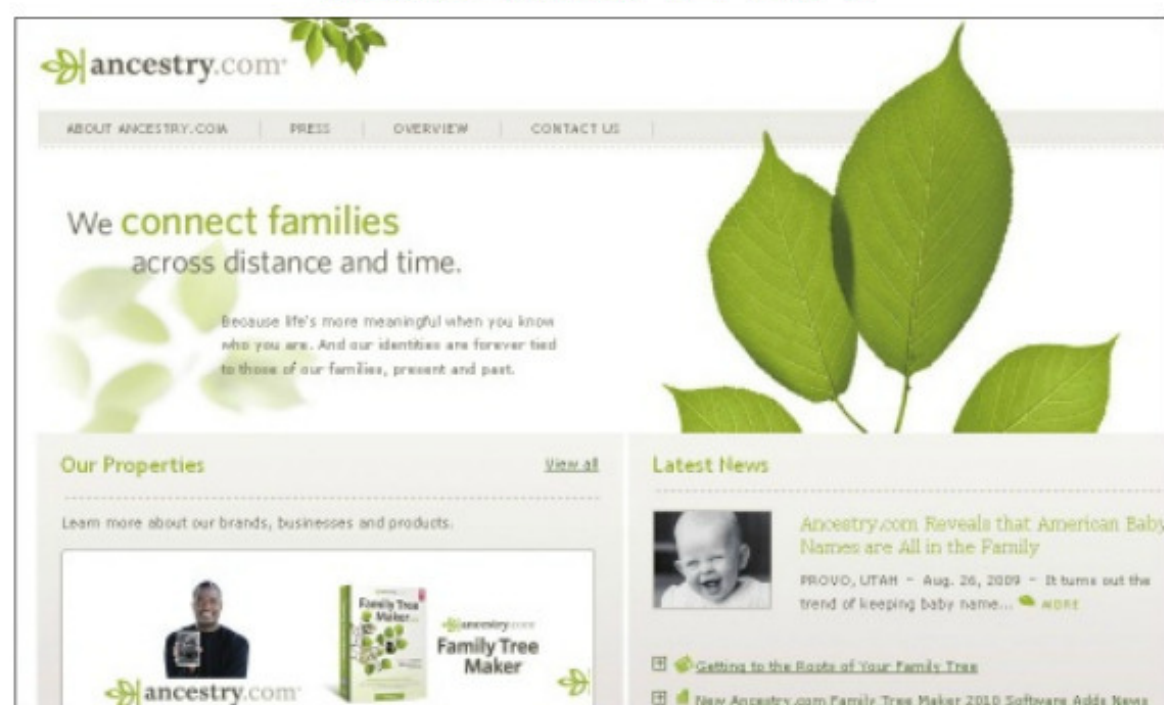 ancestry.com
ABOUT ANCESTRY.COM
PRESS
OVERVIEW
CONTACT US
We connect families
across distance and time.
Because life's more meaningful when you know
who you are. And our identities are forever tied
to those of our families, present and past.
Our Properties
View all
Learn more about our brands, businesses and products.
ancestry.com
Family Tree
Maker
ancestry.com
Family Tree
Maker
Latest News
Ancestry.com Reveals that American Baby
Names are All in the Family
PROVO, UTAH – Aug. 26, 2009 – It turns out the
trend of keeping baby name... MORE
Getting to the Roots of Your Family Tree
New Ancestry.com Family Tree Maker 2010 Software Adds News